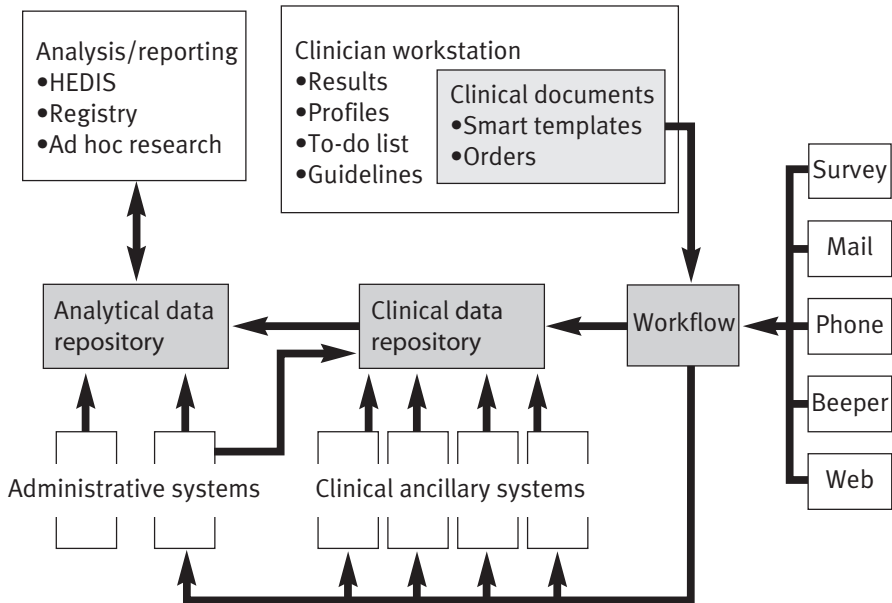 Analysis/reporting
•HEDIS
•Registry
•Ad hoc research
Clinician workstation
•Results
•Profiles
•To-do list
•Guidelines
Clinical documents
•Smart templates
•Orders
Survey
Mail
Phone
Beeper
Web
Analytical data
repository
Clinical data
repository
Workflow
Administrative systems
Clinical ancillary systems